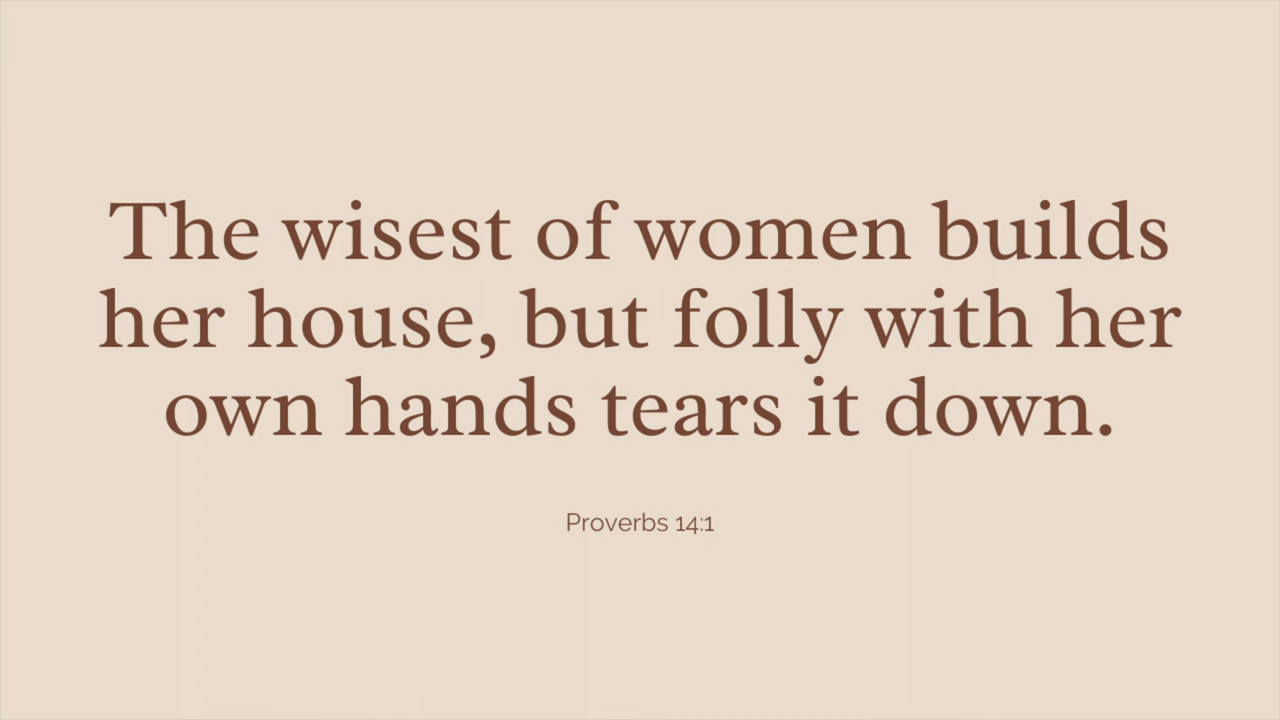 The wisest of women builds
her house, but folly with her
own hands tears it down.
Proverbs 14:1